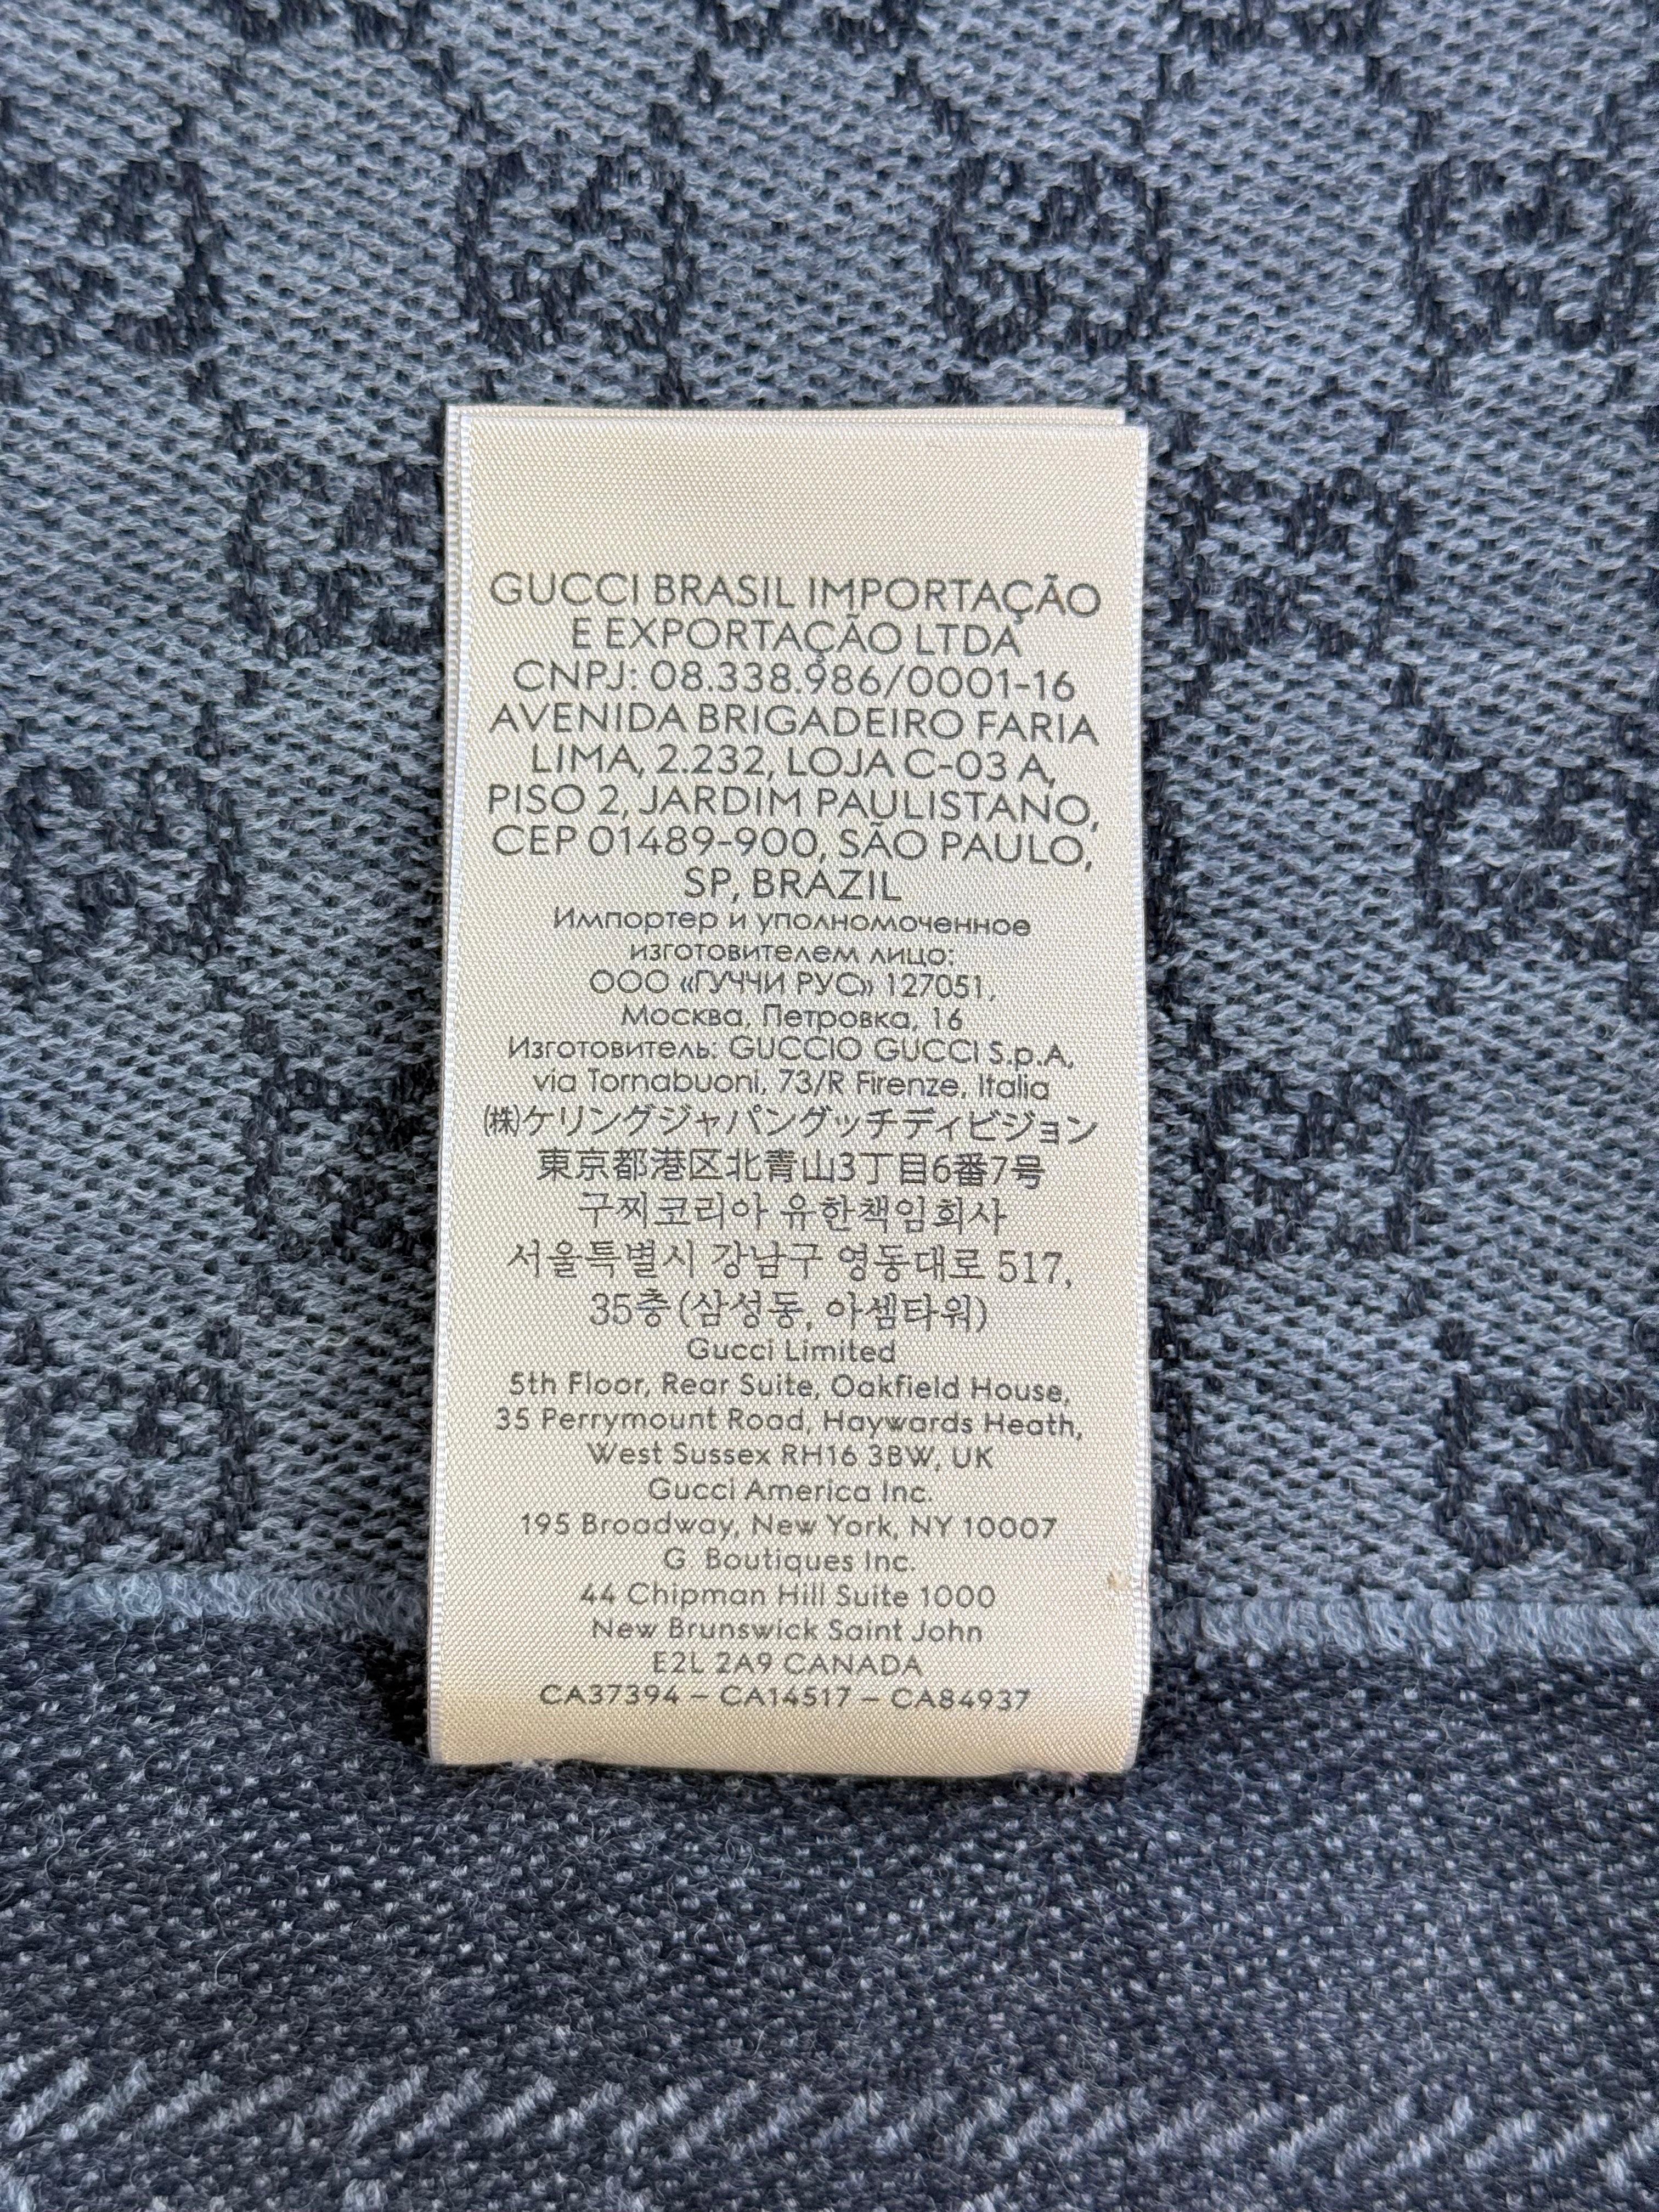 GUCCI BRASIL IMPORTAÇÃO
E EXPORTAÇÃO LTDA
CNPJ: 08.338.986/0001-16
AVENIDA BRIGADEIRO FARIA
LIMA, 2.232, LOJA C-03 A,
PISO 2, JARDIM PAULISTANO,
CEP 01489-900, SÃO PAULO,
SP, BRAZIL
Импортер и уполномоченное
изготовителем лицо:
ООО «ГУЧЧИ РУС» 127051,
Москва, Петровка, 16
Изготовитель: GUCCIO GUCCI S.p.A,
via Tornabuoni, 73/R Firenze, Italia
㈱ケリングジャパングッチディビジョン
東京都港区北青山3丁目6番7号
구찌코리아 유한책임회사
서울특별시 강남구 영동대로 517,
35층 (삼성동, 아셈타워)
Gucci Limited
5th Floor, Rear Suite, Oakfield House,
35 Perrymount Road, Haywards Heath,
West Sussex RH16 3BW, UK
Gucci America Inc.
195 Broadway, New York, NY 10007
G. Boutiques Inc.
44 Chipman Hill Suite 1000
New Brunswick Saint John
E2L 2A9 CANADA
CA37394 – CA14517 – CA84937